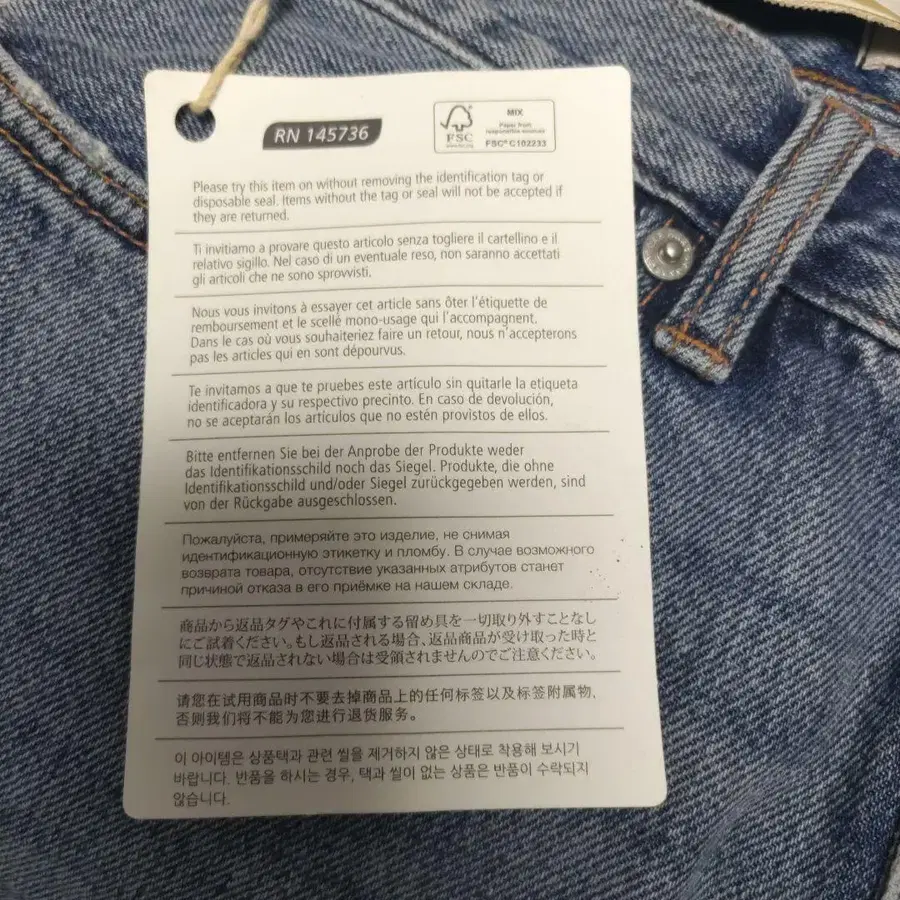 RN 145736
FSC
MIX
Paper from
responsible sources
FSC® C102233
Please try this item on without removing the identification tag or
disposable seal. Items without the tag or seal will not be accepted if
they are returned.
Ti invitiamo a provare questo articolo senza togliere il cartellino e il
relativo sigillo. Nel caso di un eventuale reso, non saranno accettati
gli articoli che ne sono sprovvisti.
Nous vous invitons à essayer cet article sans ôter l'étiquette de
remboursement et le scellé mono-usage qui l'accompagnent.
Dans le cas où vous souhaiteriez faire un retour, nous n'accepterons
pas les articles qui en sont dépourvus.
Te invitamos a que te pruebes este artículo sin quitarle la etiqueta
identificadora y su respectivo precinto. En caso de devolución,
no se aceptarán los artículos que no estén provistos de ellos.
Bitte entfernen Sie bei der Anprobe der Produkte weder
das Identifikationsschild noch das Siegel. Produkte, die ohne
Identifikationsschild und/oder Siegel zurückgegeben werden, sind
von der Rückgabe ausgeschlossen.
Пожалуйста, примеряйте это изделие, не снимая
идентификационную этикетку и пломбу. В случае возможного
возврата товара, отсутствие указанных атрибутов станет
причиной отказа в его приёмке на нашем складе.
商品から返品タグやこれに付属する留め具を一切取り外すことなし
にご試着ください。もし返品される場合、返品商品が受け取った時と
同じ状態で返品されない場合は受領されませんのでご注意ください。
请您在试用商品时不要去掉商品上的任何标签以及标签附属物,
否则我们将不能为您进行退货服务。
이 아이템은 상품택과 관련 씰을 제거하지 않은 상태로 착용해 보시기
바랍니다. 반품을 하시는 경우, 택과 씰이 없는 상품은 반품이 수락되지
않습니다.